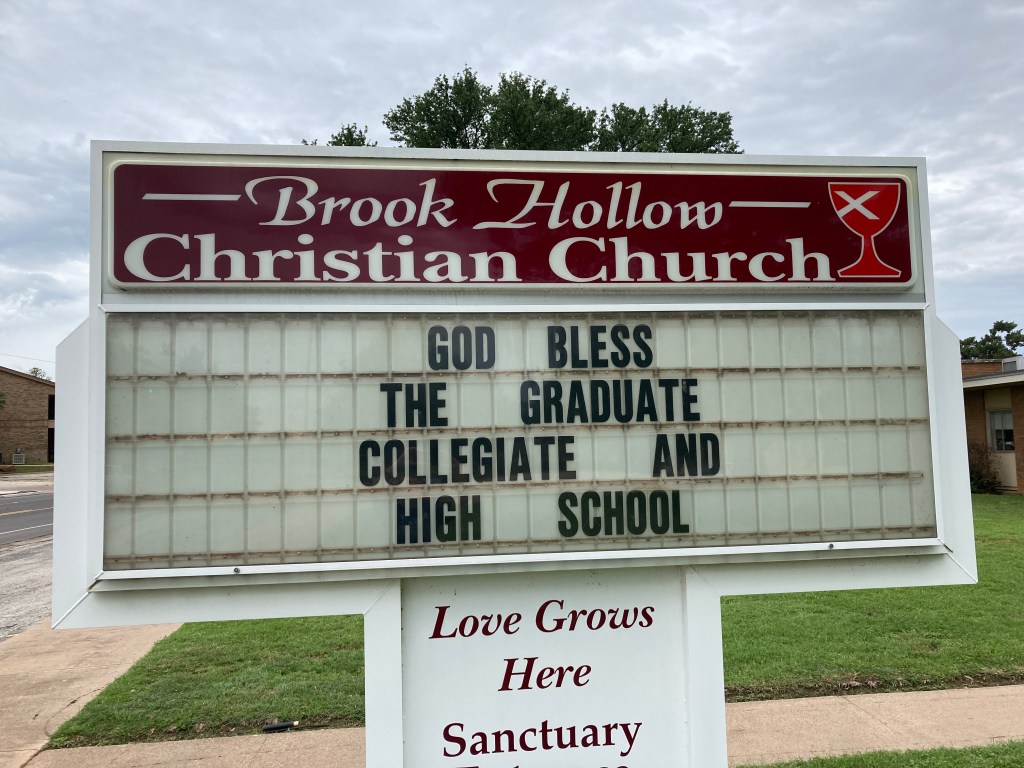 Brook Hollow
Christian Church
GOD BLESS
THE GRADUATE
COLLEGIATE AND
HIGH SCHOOL
Love Grows
Here
Sanctuary